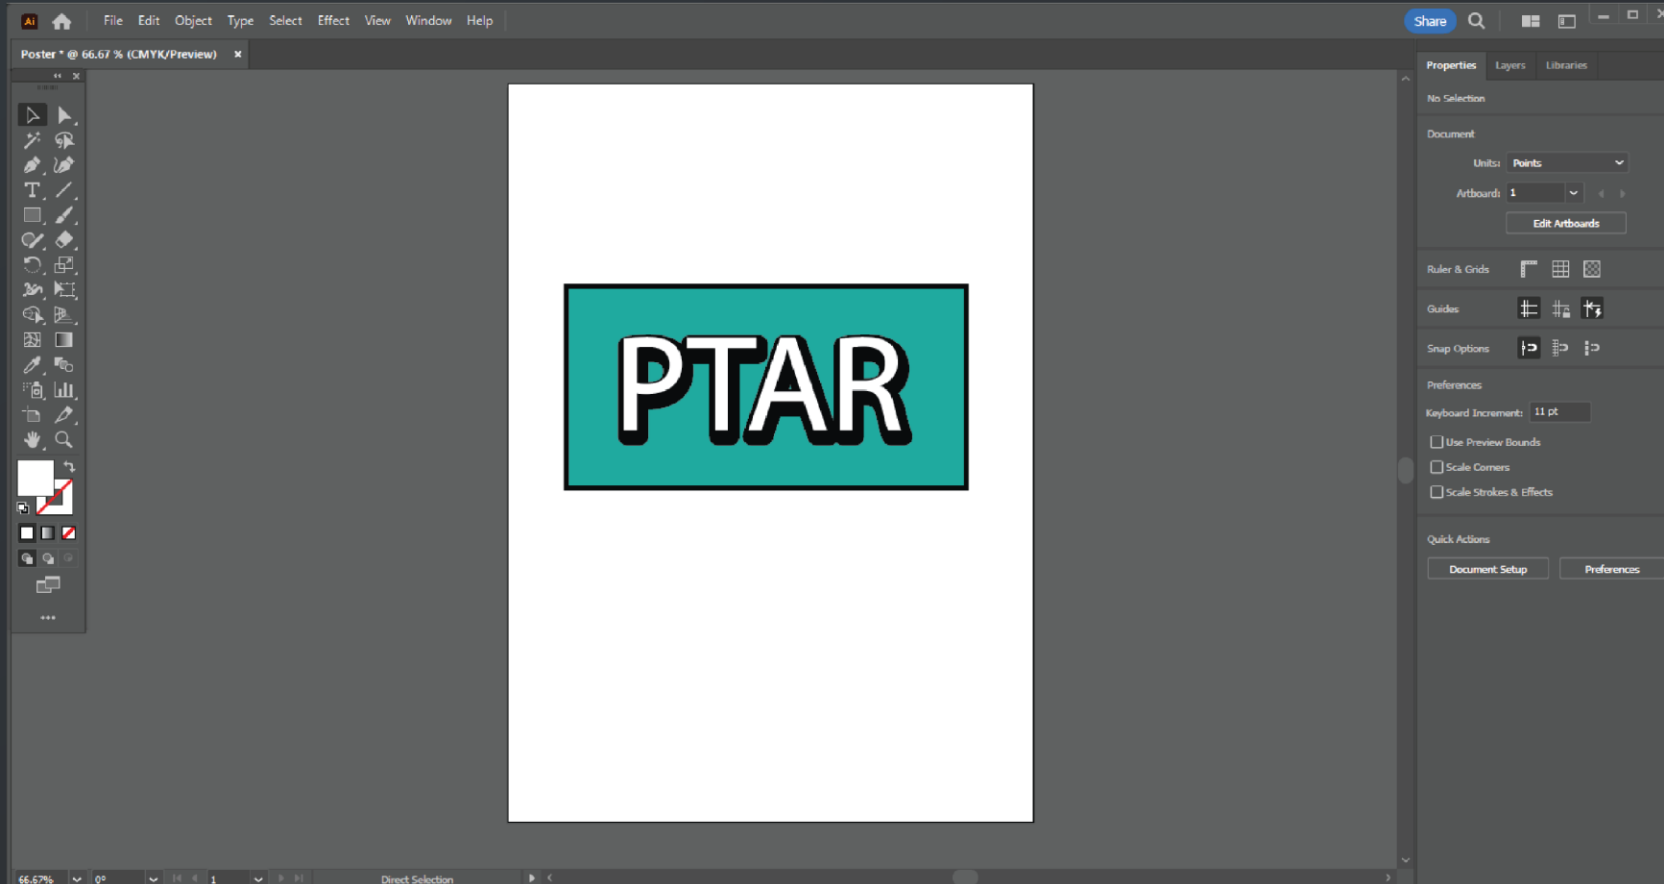 Ai File Edit Object Type Select Effect View Window Help Share
Poster * @ 66.67 % (CMYK/Preview) ×
Properties Layers Libraries
No Selection
Document
Units: Points
Artboard: 1
Edit Artboards
Ruler & Grids
Guides
Snap Options
Preferences
Keyboard Increment: 11 pt
Use Preview Bounds
Scale Corners
Scale Strokes & Effects
Quick Actions
Document Setup Preferences
PTAR
66.67% 0° 1 Direct Selection